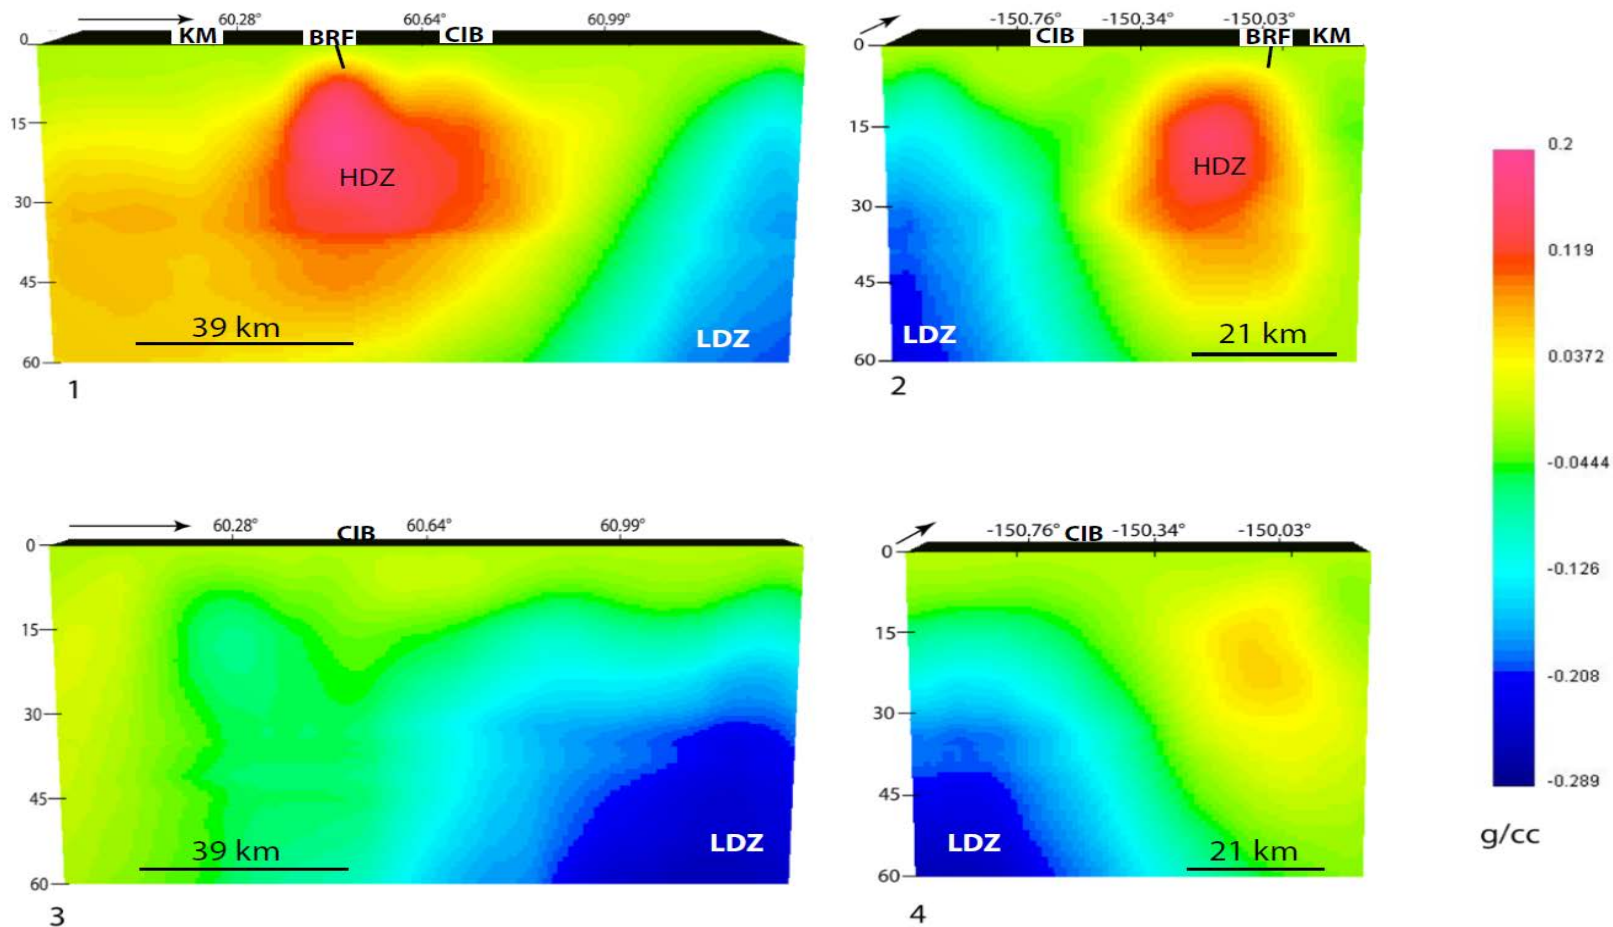 60.28° 60.64° 60.99°
KM BRF CIB
0
15
30
45
60
HDZ
39 km
LDZ
1
-150.76° -150.34° -150.03°
CIB BRF KM
0
15
30
45
60
HDZ
LDZ
21 km
2
60.28° 60.64° 60.99°
CIB
0
15
30
45
60
39 km
LDZ
3
-150.76° CIB -150.34° -150.03°
0
15
30
45
60
LDZ
21 km
4
0.2
0.119
0.0372
-0.0444
-0.126
-0.208
-0.289
g/cc